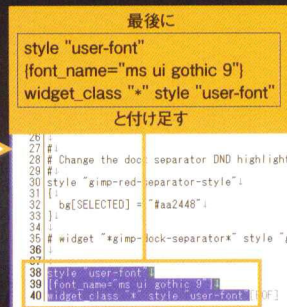 最後に
style "user-font"
{font_name="ms ui gothic 9"}
widget_class "*" style "user-font"
と付け足す
26
27 #↓
28 # Change the dock separator DND highlight
29 #↓
30 style "gimp-red-separator-style"↓
31 {↓
32 bg[SELECTED] = "#aa2448"↓
33 }↓
34 ↓
35 # widget "*gimp-dock-separator*" style "g
36 ↓
37 ↓
38 style "user-font"↓
39 {font_name="ms ui gothic 9"}↓
40 widget_class "*" style "user-font"[EOF]